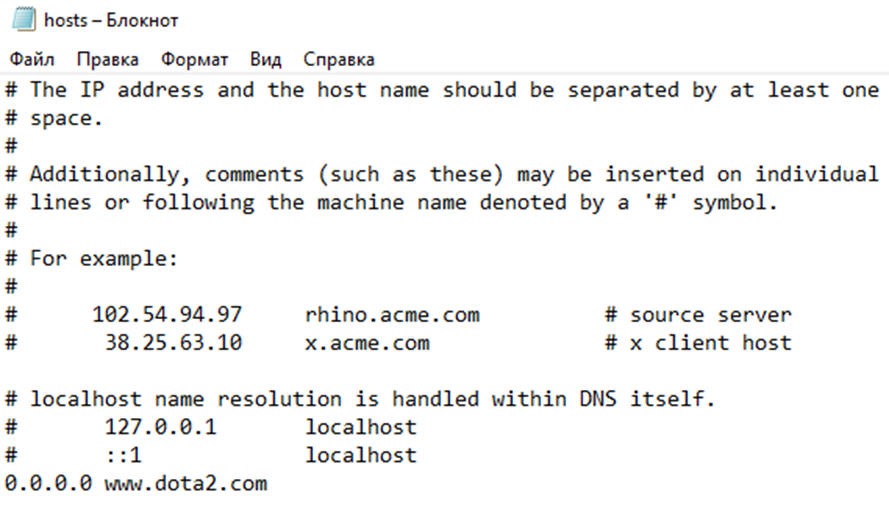 hosts – Блокнот
Файл Правка Формат Вид Справка
# The IP address and the host name should be separated by at least one
# space.
#
# Additionally, comments (such as these) may be inserted on individual
# lines or following the machine name denoted by a '#' symbol.
#
# For example:
#
#      102.54.94.97     rhino.acme.com          # source server
#       38.25.63.10     x.acme.com              # x client host

# localhost name resolution is handled within DNS itself.
#       127.0.0.1       localhost
#       ::1             localhost
0.0.0.0 www.dota2.com